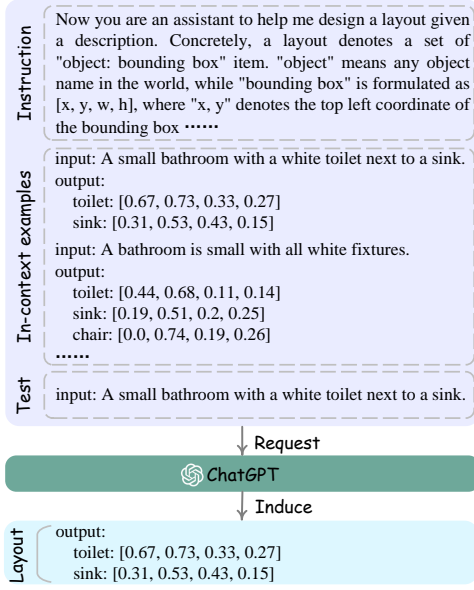 Instruction
Now you are an assistant to help me design a layout given
a description. Concretely, a layout denotes a set of
"object: bounding box" item. "object" means any object
name in the world, while "bounding box" is formulated as
[x, y, w, h], where "x, y" denotes the top left coordinate of
the bounding box ······
In-context examples
input: A small bathroom with a white toilet next to a sink.
output:
toilet: [0.67, 0.73, 0.33, 0.27]
sink: [0.31, 0.53, 0.43, 0.15]
input: A bathroom is small with all white fixtures.
output:
toilet: [0.44, 0.68, 0.11, 0.14]
sink: [0.19, 0.51, 0.2, 0.25]
chair: [0.0, 0.74, 0.19, 0.26]
······
Test
input: A small bathroom with a white toilet next to a sink.
Request
ChatGPT
Induce
Layout
output:
toilet: [0.67, 0.73, 0.33, 0.27]
sink: [0.31, 0.53, 0.43, 0.15]